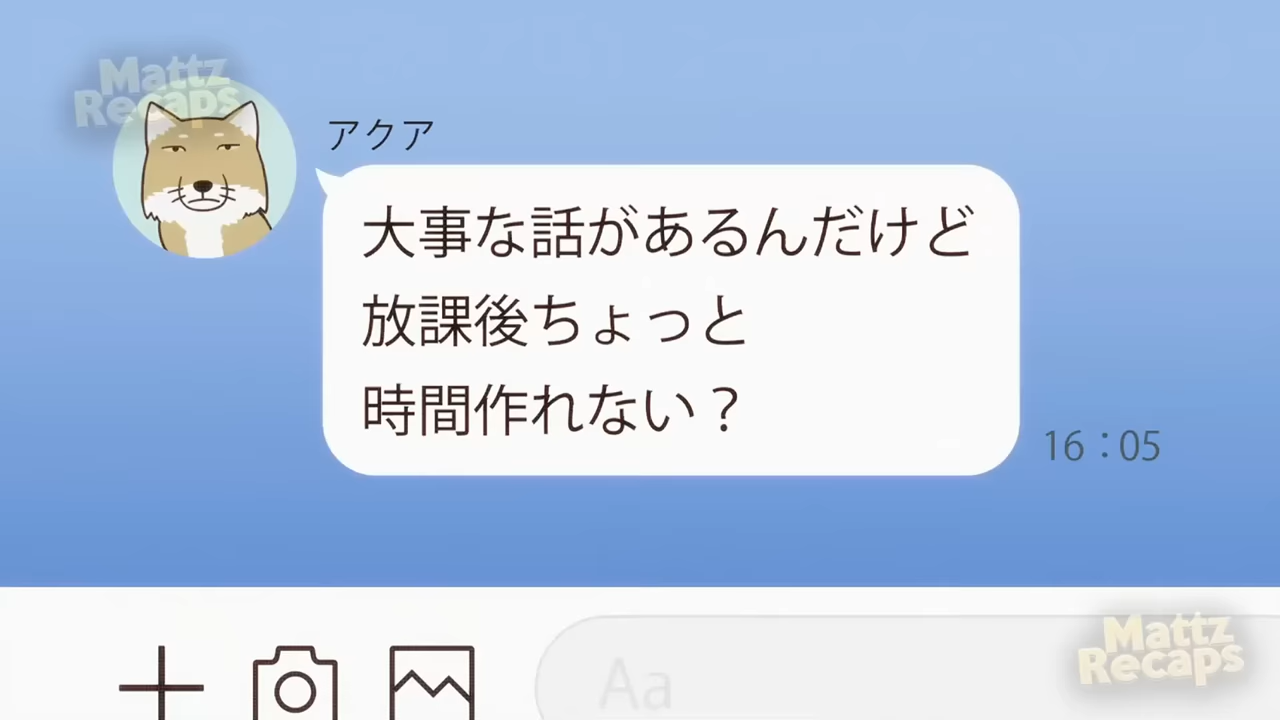 Mattz
Recaps
アクア
大事な話があるんだけど
放課後ちょっと
時間作れない？
16：05
Aa
Mattz
Recaps